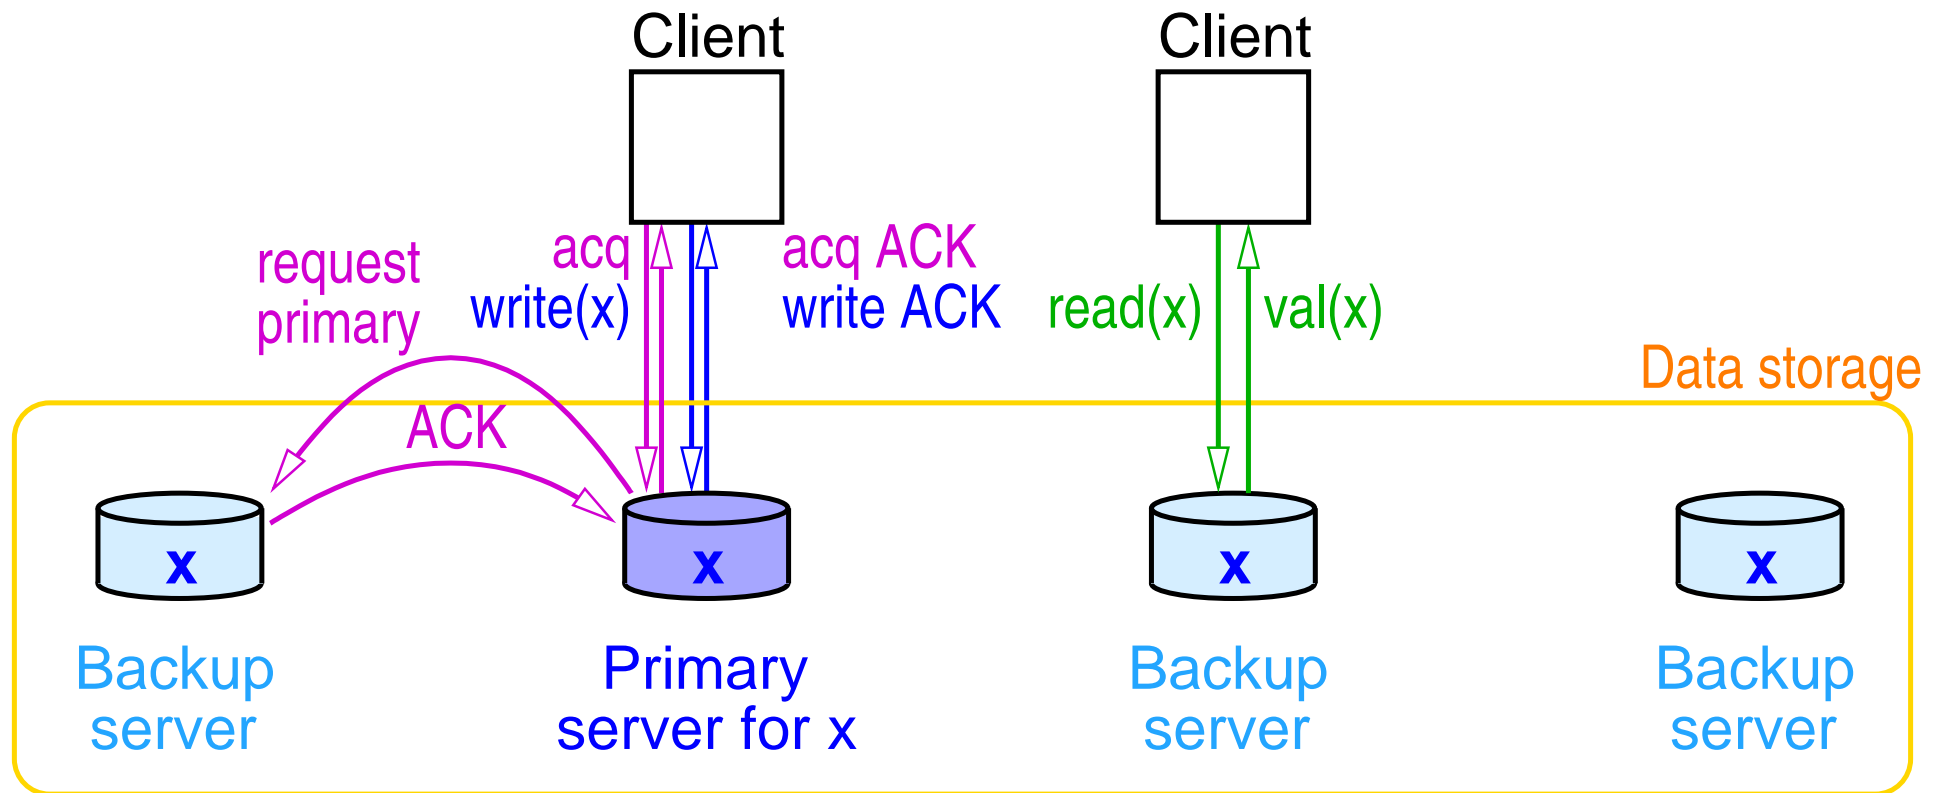 Client
Client
request
primary
acq
write(x)
acq ACK
write ACK
read(x)
val(x)
Data storage
ACK
x
x
x
x
Backup
server
Primary
server for x
Backup
server
Backup
server